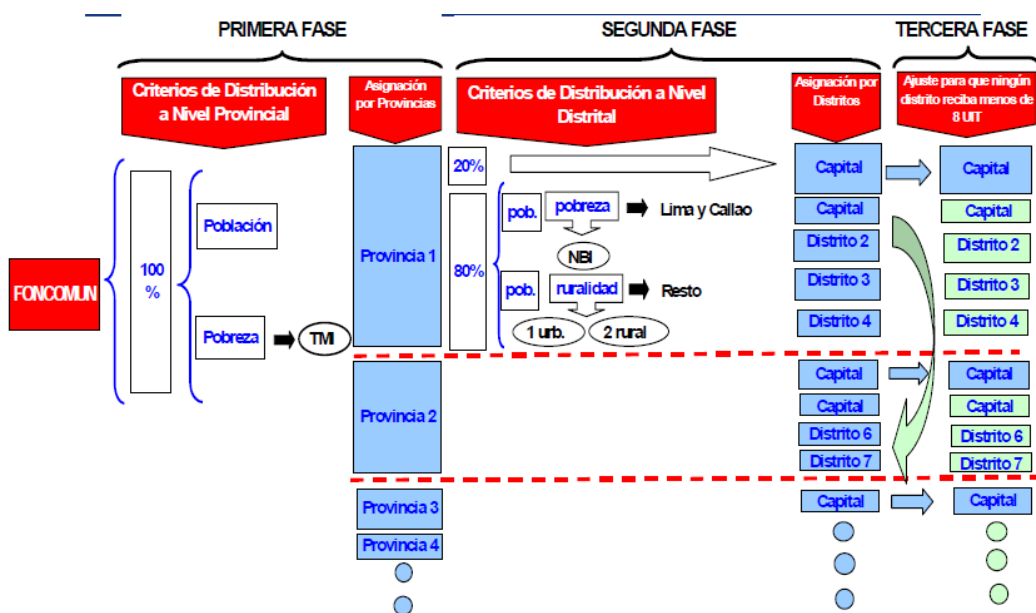 PRIMERA FASE
SEGUNDA FASE
TERCERA FASE
Criterios de Distribución
a Nivel Provincial
Asignación
por Provincias
Criterios de Distribución a Nivel
Distrital
Asignación por
Distritos
Ajuste para que ningún
distrito reciba menos de
8 UIT
FONCOMUN
100
%
Población
Pobreza
TMI
Provincia 1
20%
80%
pob.
pobreza
Lima y Callao
NBI
pob.
ruralidad
Resto
1 urb.
2 rural
Capital
Capital
Distrito 2
Distrito 3
Distrito 4
Capital
Capital
Distrito 2
Distrito 3
Distrito 4
Provincia 2
Capital
Capital
Distrito 6
Distrito 7
Capital
Capital
Distrito 6
Distrito 7
Provincia 3
Provincia 4
Capital
Capital